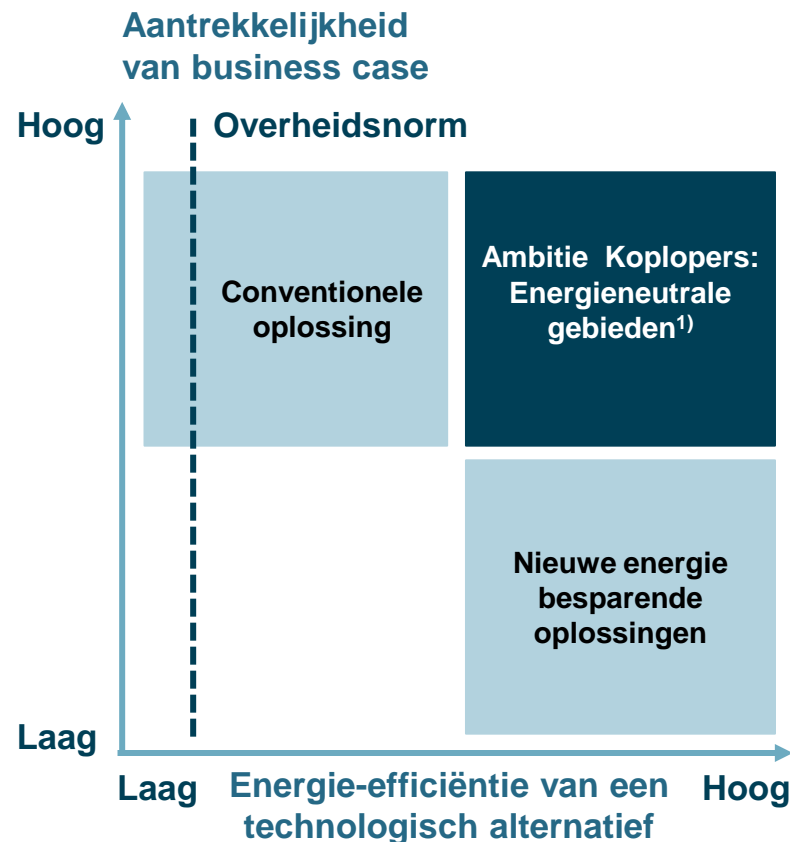 Aantrekkelijkheid
van business case
Hoog
Overheidsnorm
Conventionele
oplossing
Ambitie Koplopers:
Energieneutrale
gebieden1)
Nieuwe energie
besparende
oplossingen
Laag
Laag
Energie-efficiëntie van een
technologisch alternatief
Hoog